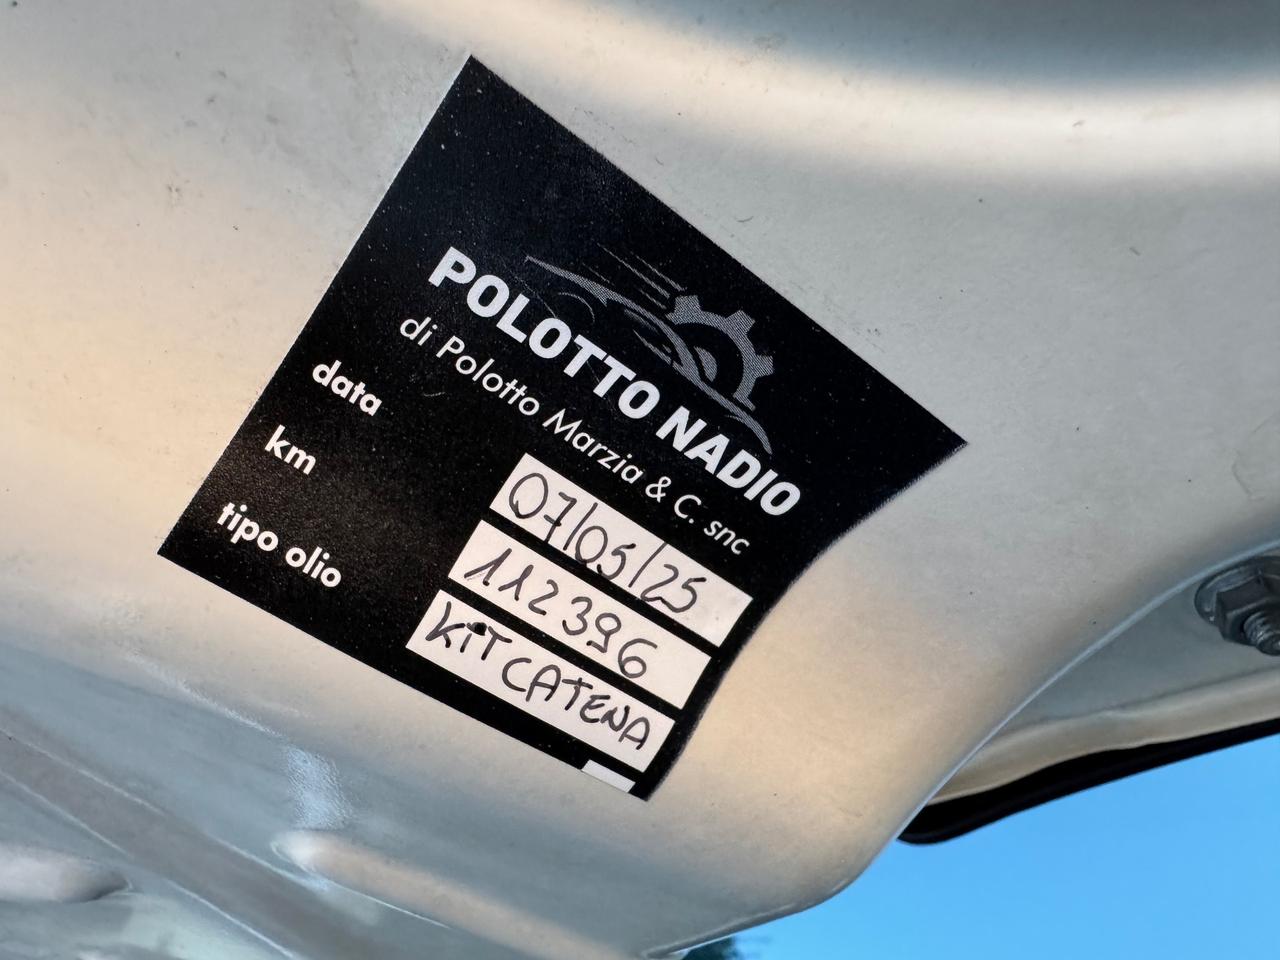 POLOTTO NADIO
di Polotto Marzia & C. snc
data 07/05/25
km 112396
tipo olio KIT CATENA